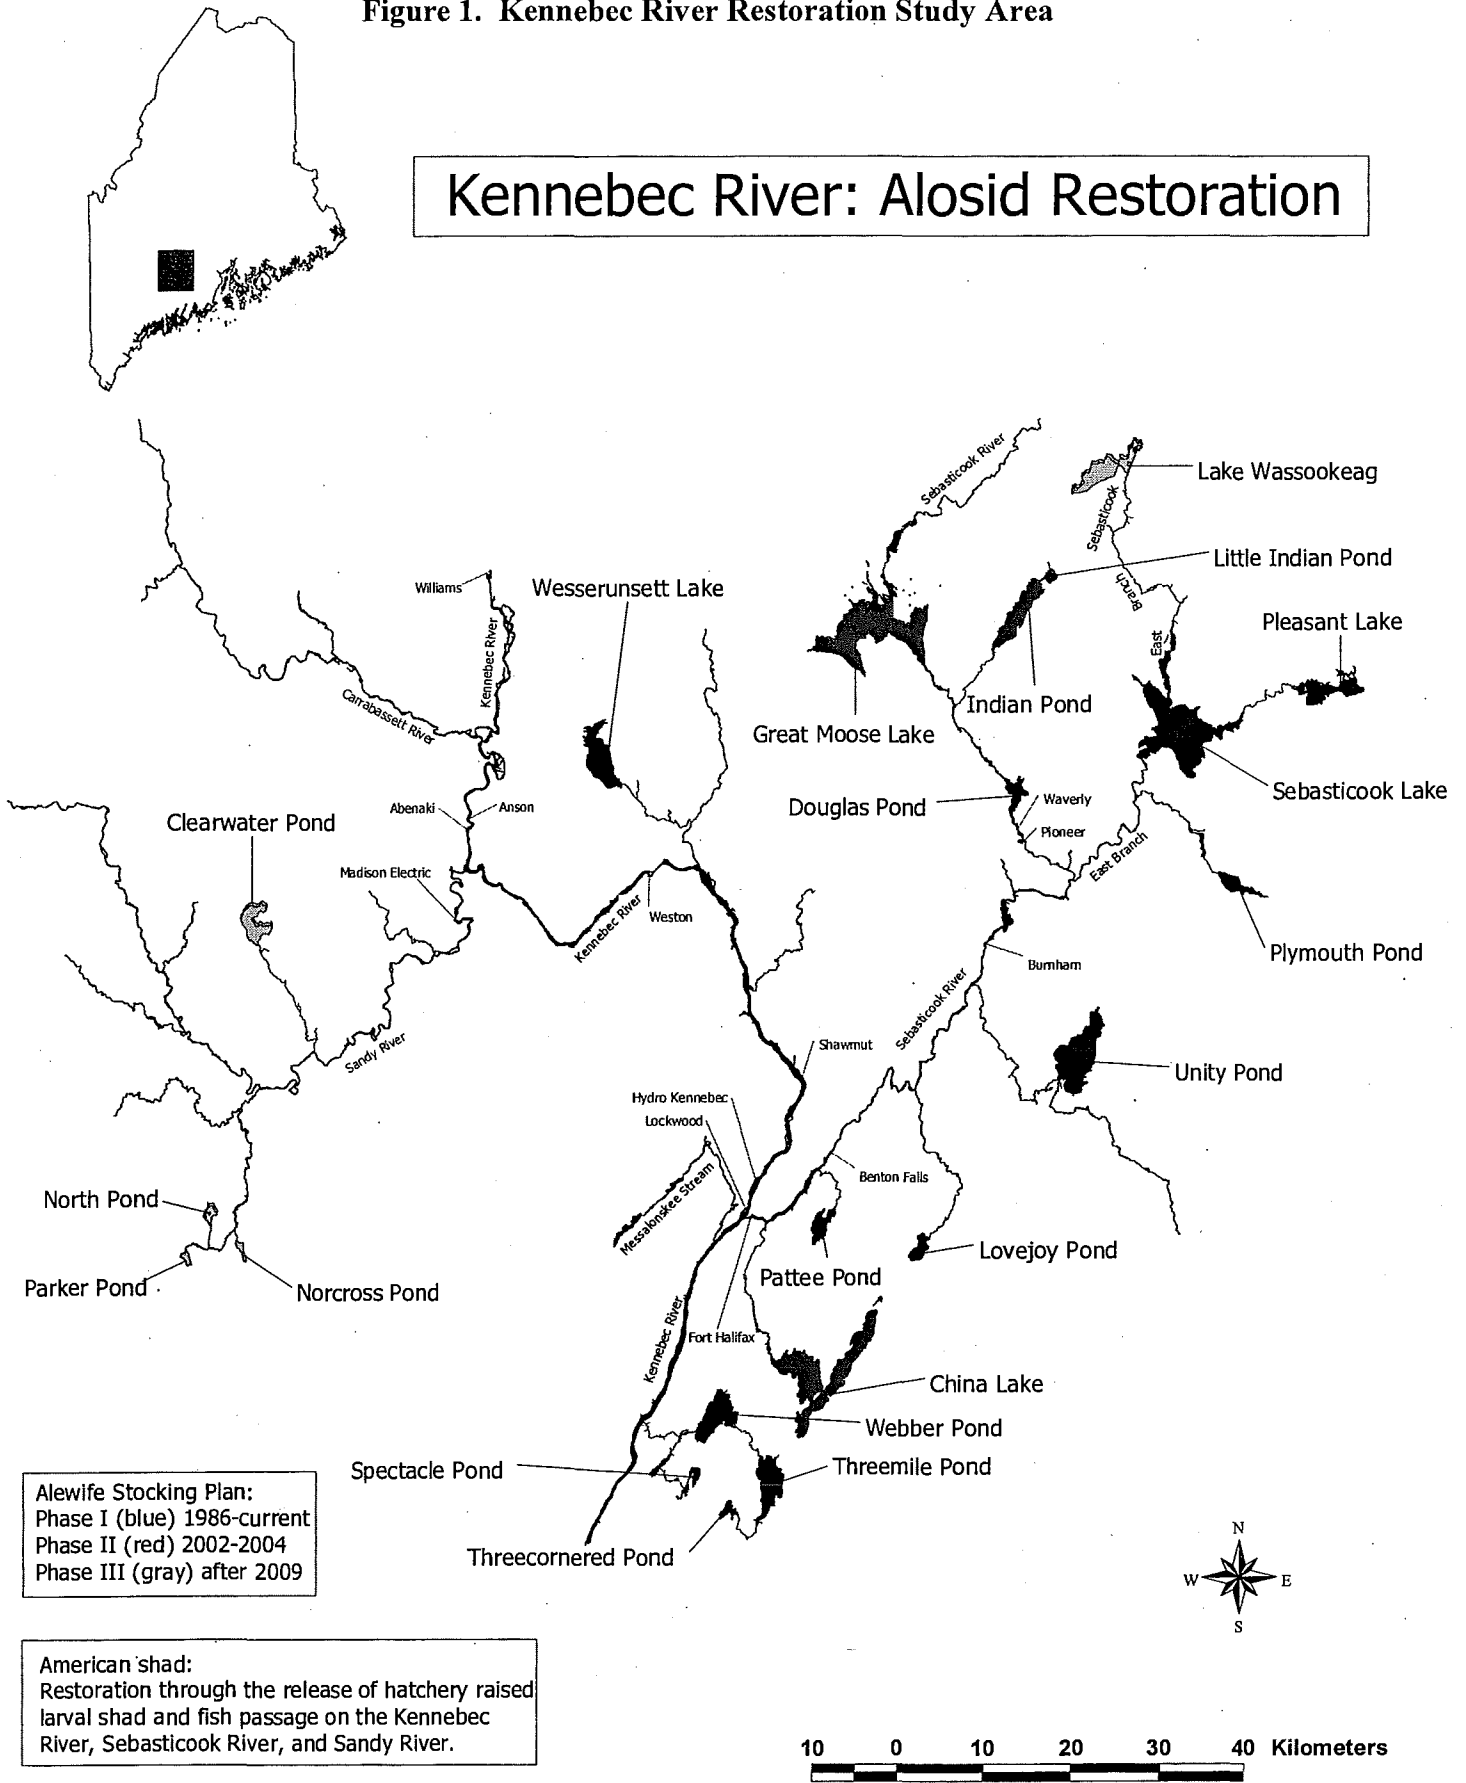 Figure 1. Kennebec River Restoration Study Area
Kennebec River: Alosid Restoration
Sebasticook River
Lake Wassookeag
Sebasticook
Little Indian Pond
Williams
Wesserunsett Lake
Branch
Pleasant Lake
Kennebec River
East
Carrabassett River
Indian Pond
Great Moose Lake
Sebasticook Lake
Abenaki
Anson
Douglas Pond
Waverly
Clearwater Pond
Pioneer
East Branch
Madison Electric
Weston
Kennebec River
Plymouth Pond
Burnham
Sebasticook River
Sandy River
Shawmut
Unity Pond
Hydro Kennebec
Lockwood
Messalonskee Stream
Benton Falls
North Pond
Lovejoy Pond
Pattee Pond
Parker Pond
Norcross Pond
Kennebec River
Fort Halifax
China Lake
Webber Pond
Spectacle Pond
Threemile Pond
Threecornered Pond
Alewife Stocking Plan:
Phase I (blue) 1986-current
Phase II (red) 2002-2004
Phase III (gray) after 2009
N
W
E
S
American shad:
Restoration through the release of hatchery raised
larval shad and fish passage on the Kennebec
River, Sebasticook River, and Sandy River.
10 0 10 20 30 40 Kilometers